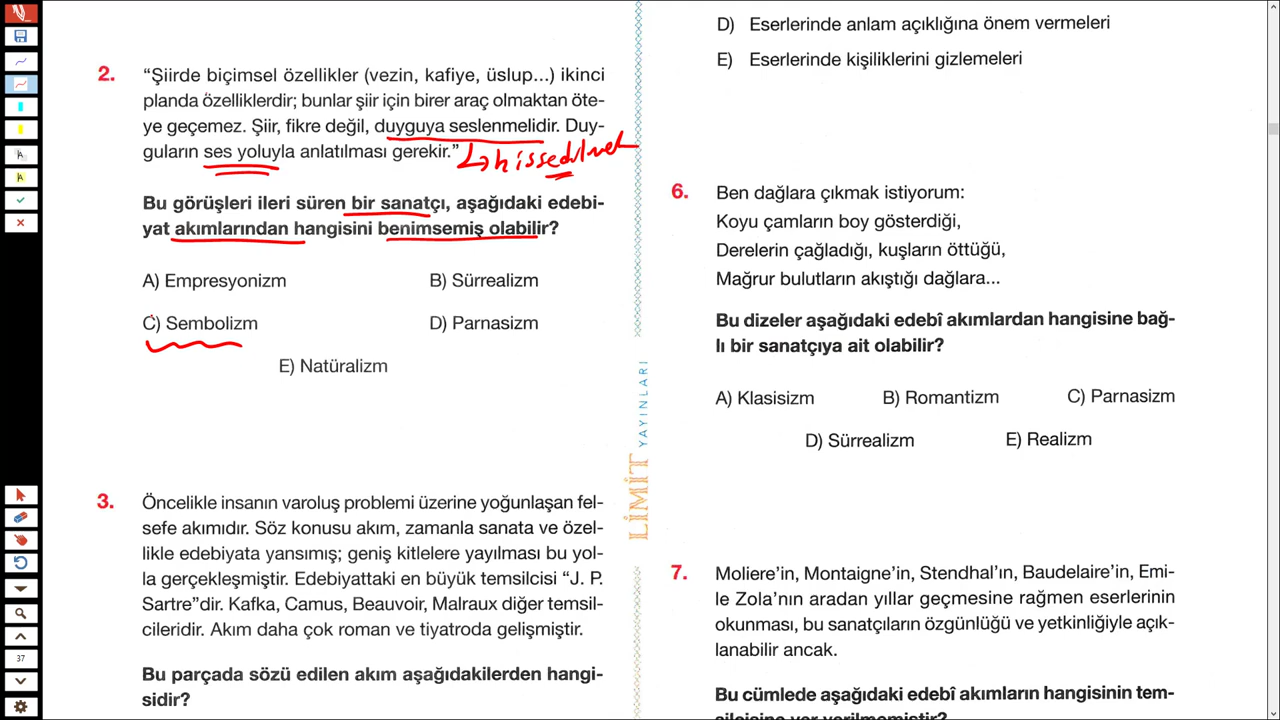 2.
“Şiirde biçimsel özellikler (vezin, kafiye, üslup...) ikinci
planda özelliklerdir; bunlar şiir için birer araç olmaktan öte-
ye geçemez. Şiir, fikre değil, duyguya seslenmelidir. Duy-
guların ses yoluyla anlatılması gerekir.”
hissedilmek
Bu görüşleri ileri süren bir sanatçı, aşağıdaki edebi-
yat akımlarından hangisini benimsemiş olabilir?
A) Empresyonizm
B) Sürrealizm
C) Sembolizm
D) Parnasizm
E) Natüralizm
3.
Öncelikle insanın varoluş problemi üzerine yoğunlaşan fel-
sefe akımıdır. Söz konusu akım, zamanla sanata ve özel-
likle edebiyata yansımış; geniş kitlelere yayılması bu yol-
la gerçekleşmiştir. Edebiyattaki en büyük temsilcisi “J. P.
Sartre”dir. Kafka, Camus, Beauvoir, Malraux diğer temsil-
cileridir. Akım daha çok roman ve tiyatroda gelişmiştir.
Bu parçada sözü edilen akım aşağıdakilerden hangi-
sidir?
LİMİT YAYINLARI
D) Eserlerinde anlam açıklığına önem vermeleri
E) Eserlerinde kişiliklerini gizlemeleri
6.
Ben dağlara çıkmak istiyorum:
Koyu çamların boy gösterdiği,
Derelerin çağladığı, kuşların öttüğü,
Mağrur bulutların akıştığı dağlara...
Bu dizeler aşağıdaki edebî akımlardan hangisine bağ-
lı bir sanatçıya ait olabilir?
A) Klasisizm
B) Romantizm
C) Parnasizm
D) Sürrealizm
E) Realizm
7.
Moliere’in, Montaigne’in, Stendhal’ın, Baudelaire’in, Emi-
le Zola’nın aradan yıllar geçmesine rağmen eserlerinin
okunması, bu sanatçıların özgünlüğü ve yetkinliğiyle açık-
lanabilir ancak.
Bu cümlede aşağıdaki edebî akımların hangisinin tem-
silcisine yer verilmemiştir?
37